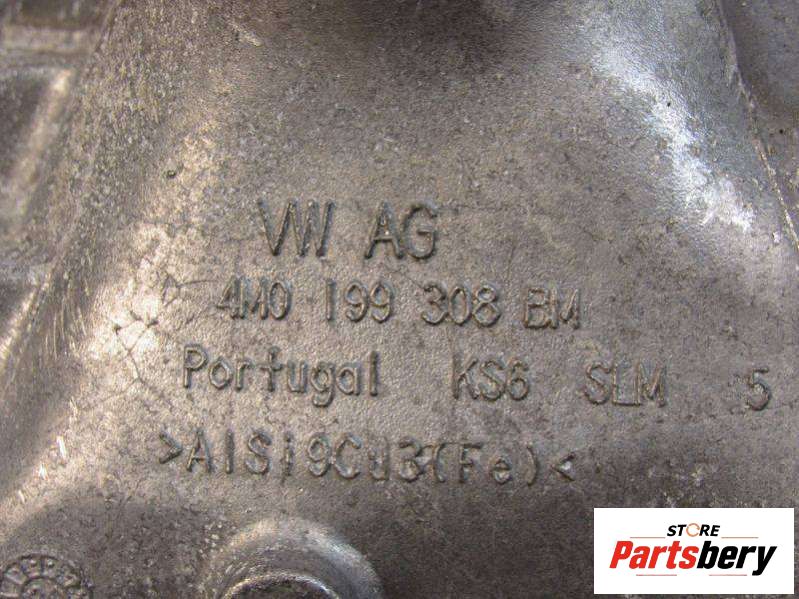 VW AG
4M0 199 308 BM
Portugal KS6 SLM 5
>AlSi9Cu3(Fe)<
STORE
Partsbery